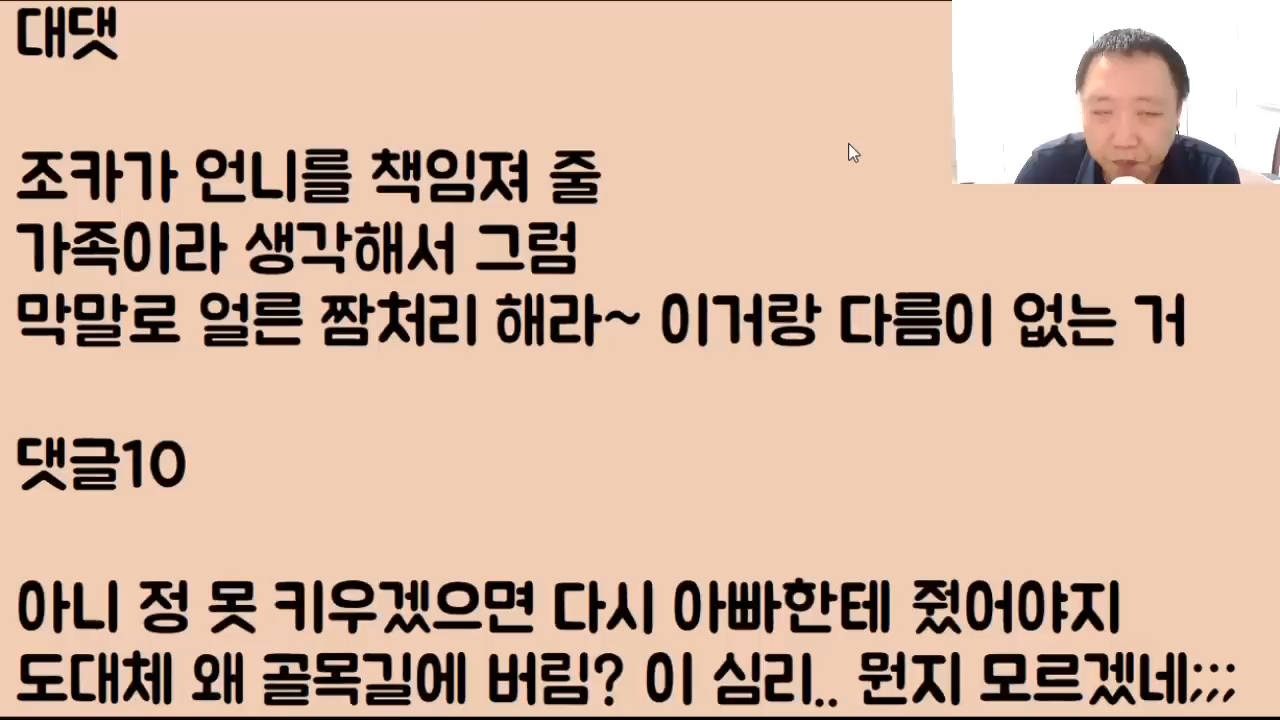 대댓
조카가 언니를 책임져 줄
가족이라 생각해서 그럼
막말로 얼른 짬처리 해라~ 이거랑 다름이 없는 거
댓글10
아니 정 못 키우겠으면 다시 아빠한테 줬어야지
도대체 왜 골목길에 버림? 이 심리.. 뭔지 모르겠네;;;